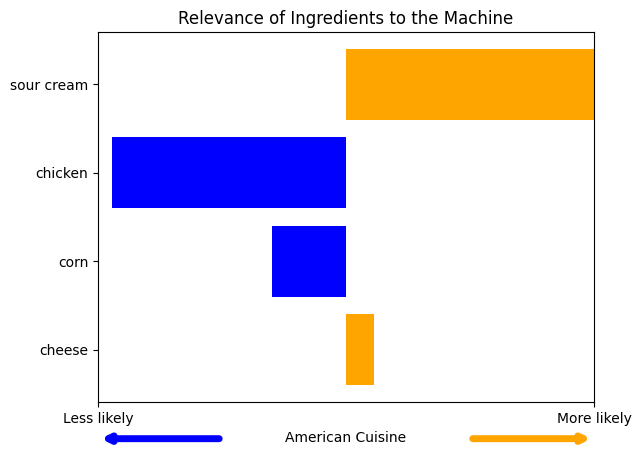 Relevance of Ingredients to the Machine
sour cream
chicken
corn
cheese
Less likely
More likely
American Cuisine